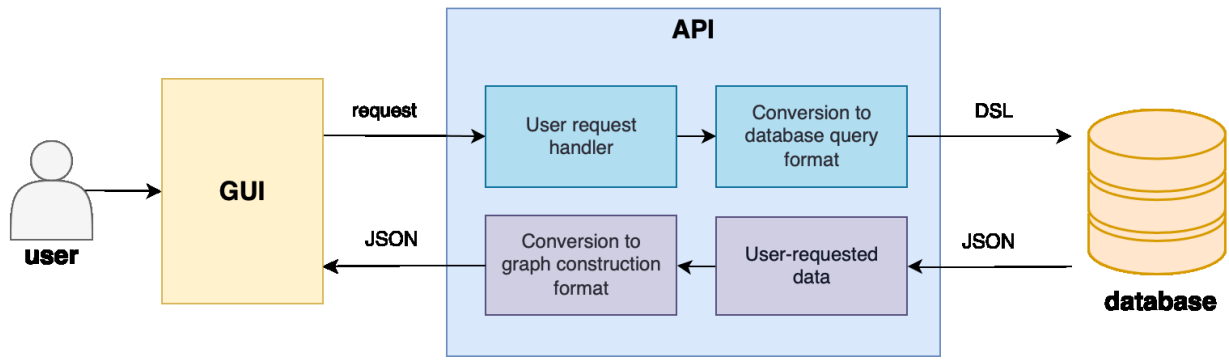 API
request
User request
handler
Conversion to
database query
format
DSL
GUI
user
JSON
Conversion to
graph construction
format
User-requested
data
JSON
database